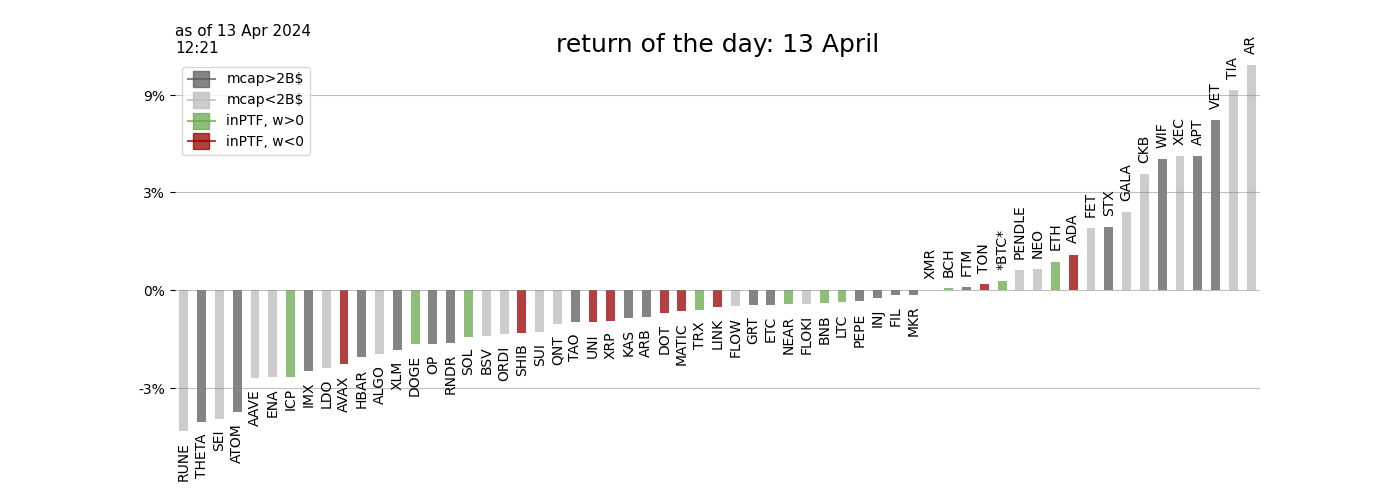 as of 13 Apr 2024
12:21
return of the day: 13 April
mcap>2B$
mcap<2B$
inPTF, w>0
inPTF, w<0
9%
3%
0%
-3%
RUNE
THETA
SEI
ATOM
AAVE
ENA
ICP
IMX
LDO
AVAX
HBAR
ALGO
XLM
DOGE
OP
RNDR
SOL
BSV
ORDI
SHIB
SUI
QNT
TAO
UNI
XRP
KAS
ARB
DOT
MATIC
TRX
LINK
FLOW
GRT
ETC
NEAR
FLOKI
BNB
LTC
PEPE
INJ
FIL
MKR
XMR
BCH
FTM
TON
*BTC*
PENDLE
NEO
ETH
ADA
FET
STX
GALA
CKB
WIF
XEC
APT
VET
TIA
AR